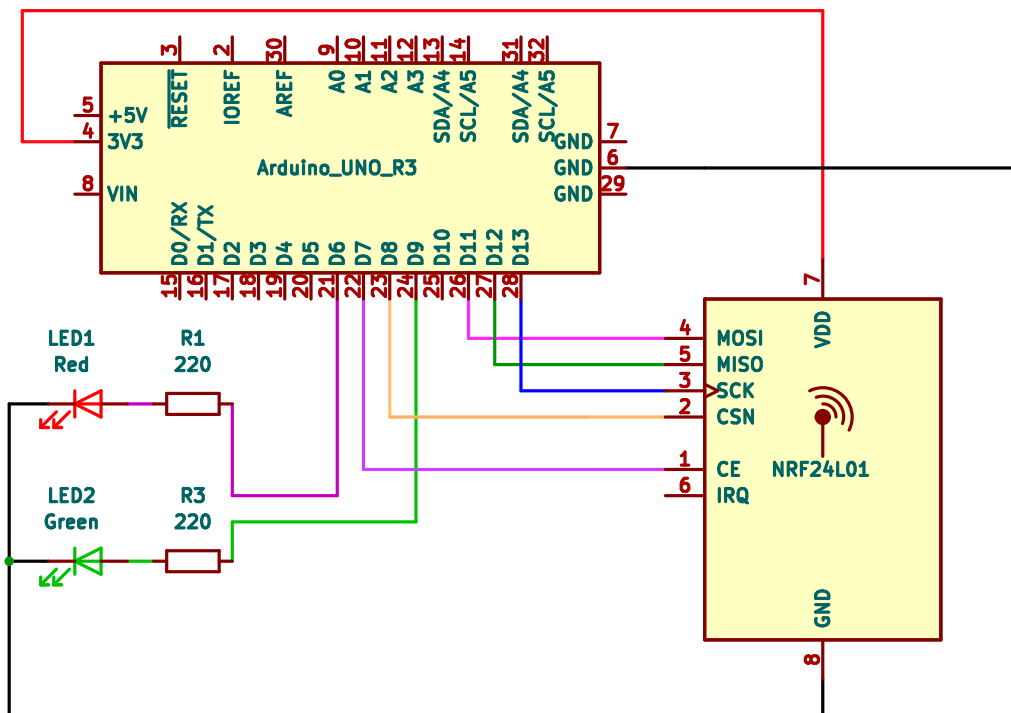 3
2
30
9
10
11
12
13
14
31
32
RESET
IOREF
AREF
A0
A1
A2
A3
SDA/A4
SCL/A5
SDA/A4
SCL/A5
5
+5V
4
3V3
8
VIN
Arduino_UNO_R3
GND
7
GND
6
GND
29
D0/RX
D1/TX
D2
D3
D4
D5
D6
D7
D8
D9
D10
D11
D12
D13
15
16
17
18
19
20
21
22
23
24
25
26
27
28
LED1
Red
R1
220
LED2
Green
R3
220
7
VDD
4
MOSI
5
MISO
3
SCK
2
CSN
1
CE
6
IRQ
NRF24L01
GND
8